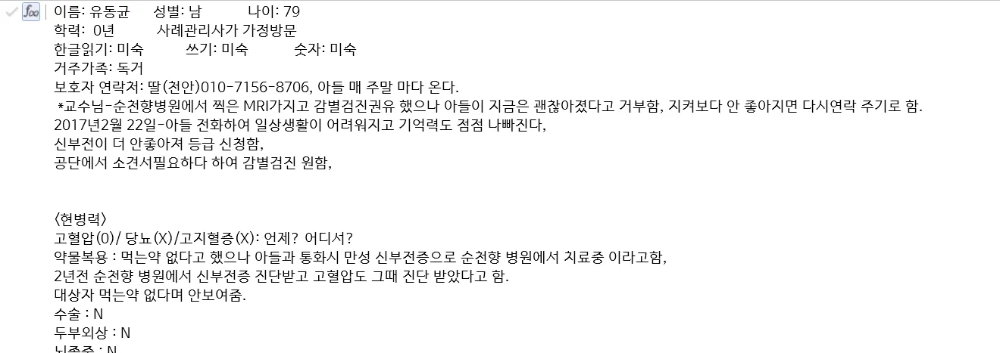 이름: 유동균 성별: 남 나이: 79
학력: 0년 사례관리사가 가정방문
한글읽기: 미숙 쓰기: 미숙 숫자: 미숙
거주가족: 독거
보호자 연락처: 딸(천안)010-7156-8706, 아들 매 주말 마다 온다.
*교수님-순천향병원에서 찍은 MRI가지고 감별검진권유 했으나 아들이 지금은 괜찮아졌다고 거부함, 지켜보다 안 좋아지면 다시연락 주기로 함.
2017년2월 22일-아들 전화하여 일상생활이 어려워지고 기억력도 점점 나빠진다,
신부전이 더 안좋아져 등급 신청함,
공단에서 소견서필요하다 하여 감별검진 원함,
<현병력>
고혈압(0)/ 당뇨(X)/고지혈증(X): 언제? 어디서?
약물복용 : 먹는약 없다고 했으나 아들과 통화시 만성 신부전증으로 순천향 병원에서 치료중 이라고함,
2년전 순천향 병원에서 신부전증 진단받고 고혈압도 그때 진단 받았다고 함.
대상자 먹는약 없다며 안보여줌.
수술 : N
두부외상 : N
뇌졸중 : N